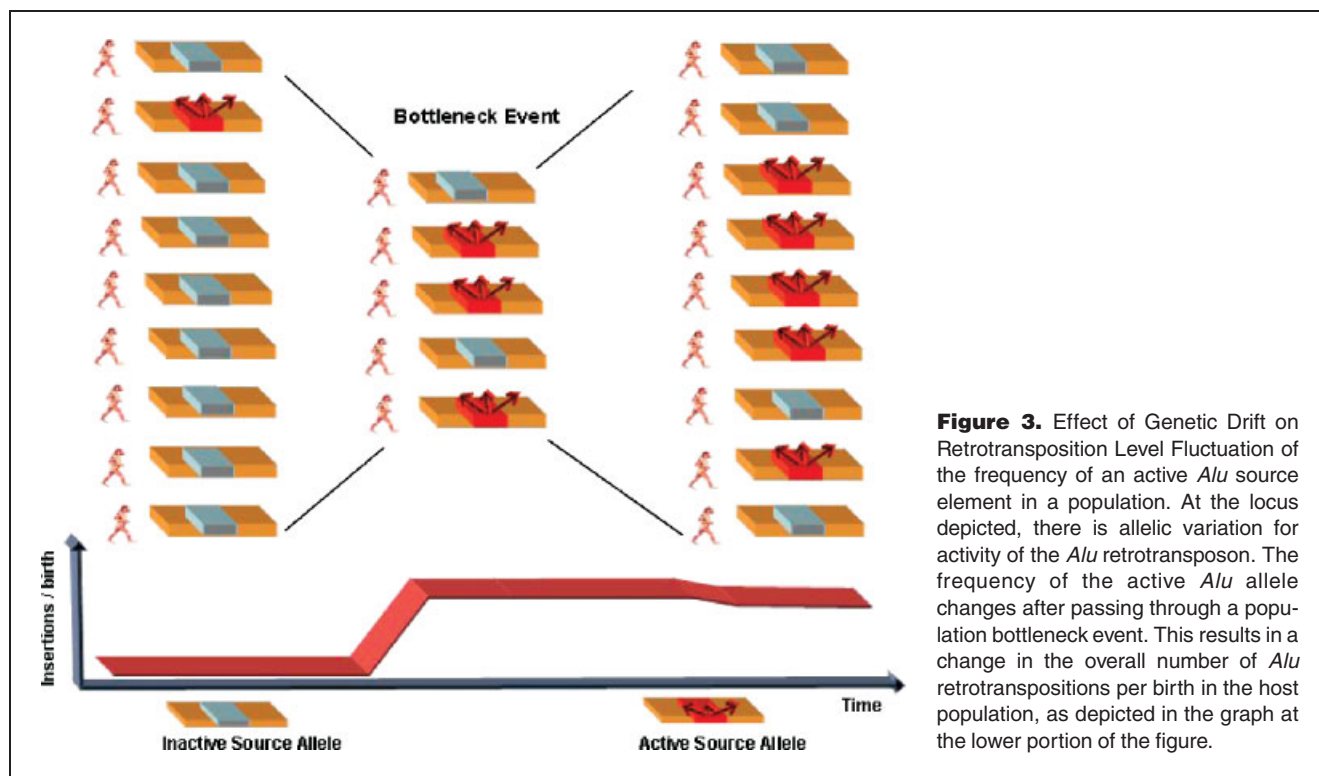 Bottleneck Event
Insertions / birth
Time
Inactive Source Allele
Active Source Allele
Figure 3. Effect of Genetic Drift on
Retrotransposition Level Fluctuation of
the frequency of an active Alu source
element in a population. At the locus
depicted, there is allelic variation for
activity of the Alu retrotransposon. The
frequency of the active Alu allele
changes after passing through a popu-
lation bottleneck event. This results in a
change in the overall number of Alu
retrotranspositions per birth in the host
population, as depicted in the graph at
the lower portion of the figure.